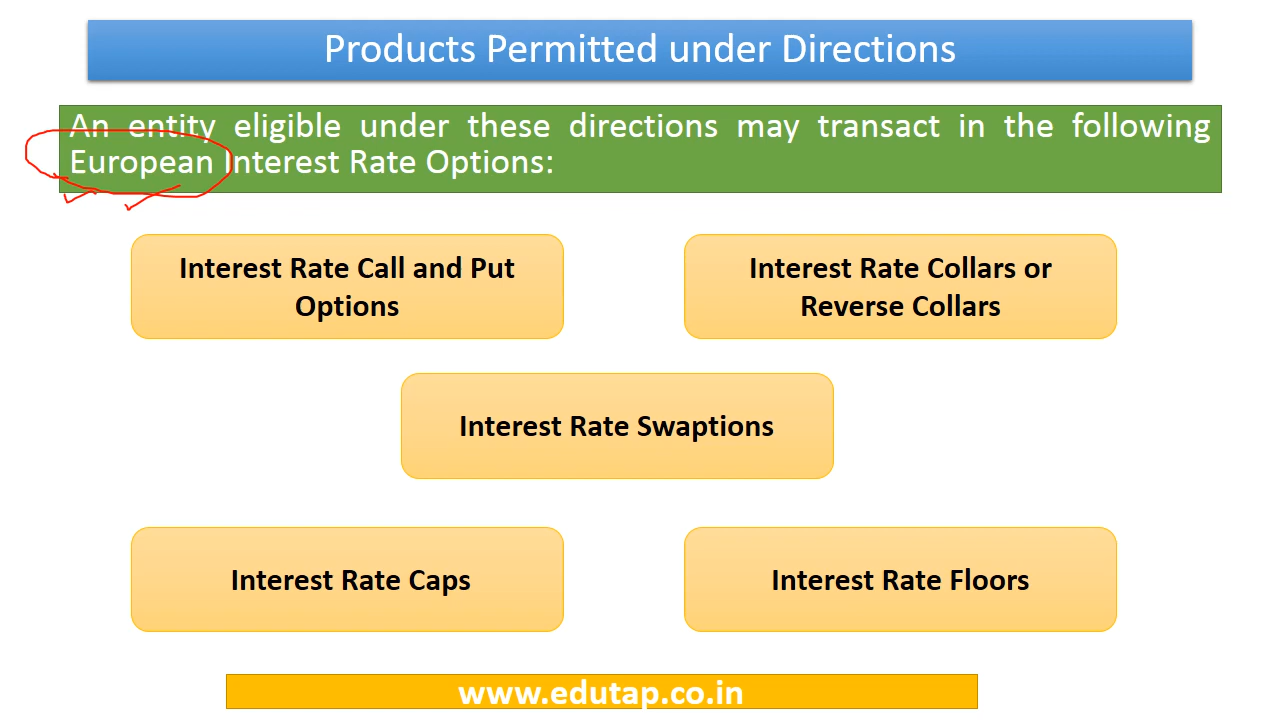 Products Permitted under Directions
An entity eligible under these directions may transact in the following
European Interest Rate Options:
Interest Rate Call and Put
Options
Interest Rate Collars or
Reverse Collars
Interest Rate Swaptions
Interest Rate Caps
Interest Rate Floors
www.edutap.co.in